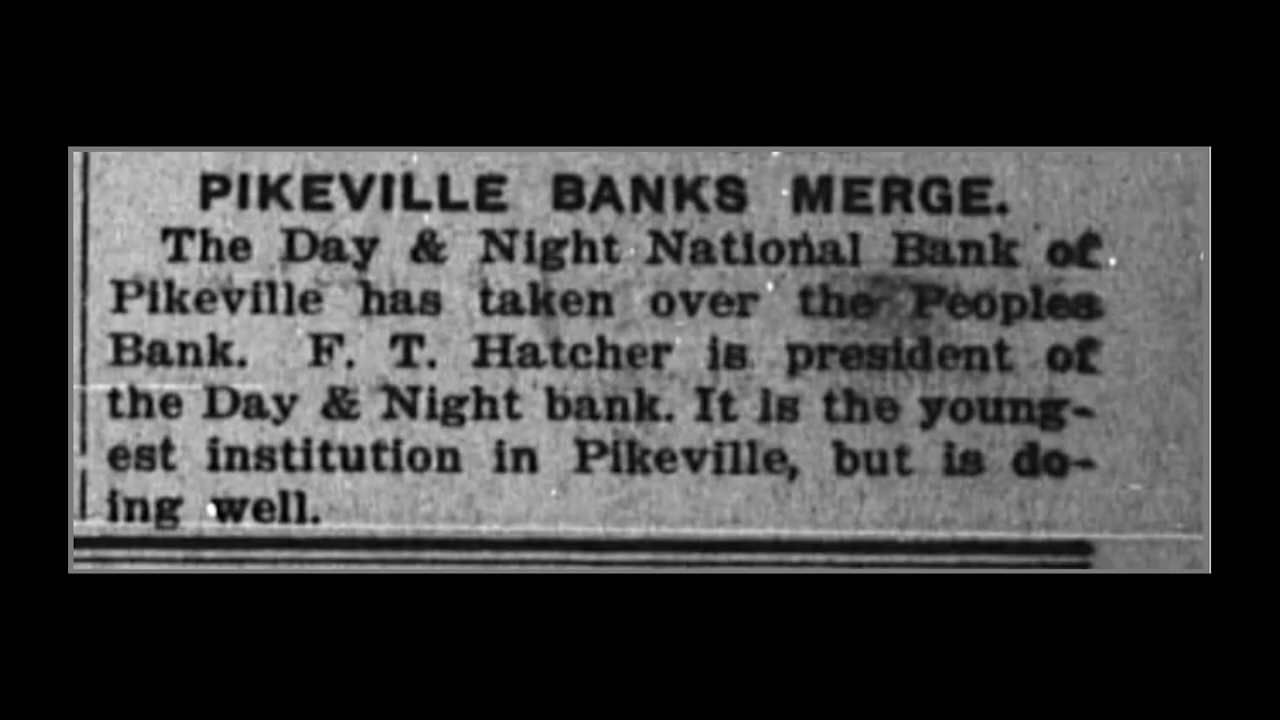 PIKEVILLE BANKS MERGE.
The Day & Night National Bank of
Pikeville has taken over the Peoples
Bank. F. T. Hatcher is president of
the Day & Night bank. It is the young-
est institution in Pikeville, but is do-
ing well.